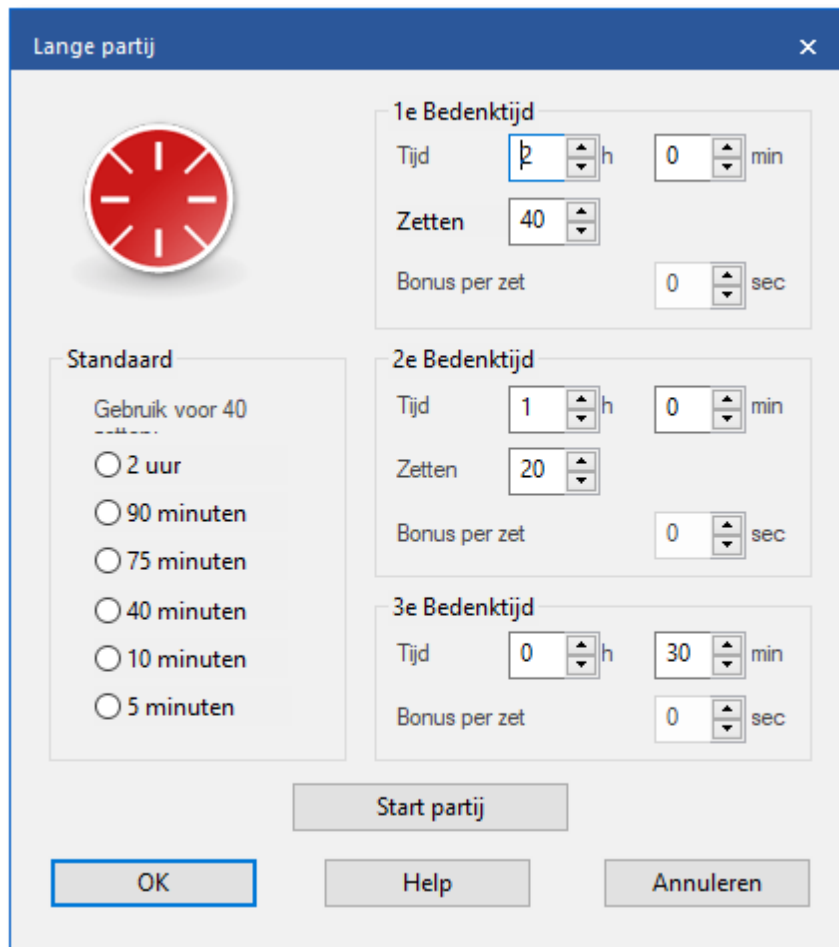 Lange partij
1e Bedenktijd
Tijd 2 h 0 min
Zetten 40
Bonus per zet 0 sec
Standaard
Gebruik voor 40
2 uur
90 minuten
75 minuten
40 minuten
10 minuten
5 minuten
2e Bedenktijd
Tijd 1 h 0 min
Zetten 20
Bonus per zet 0 sec
3e Bedenktijd
Tijd 0 h 30 min
Bonus per zet 0 sec
Start partij
OK Help Annuleren